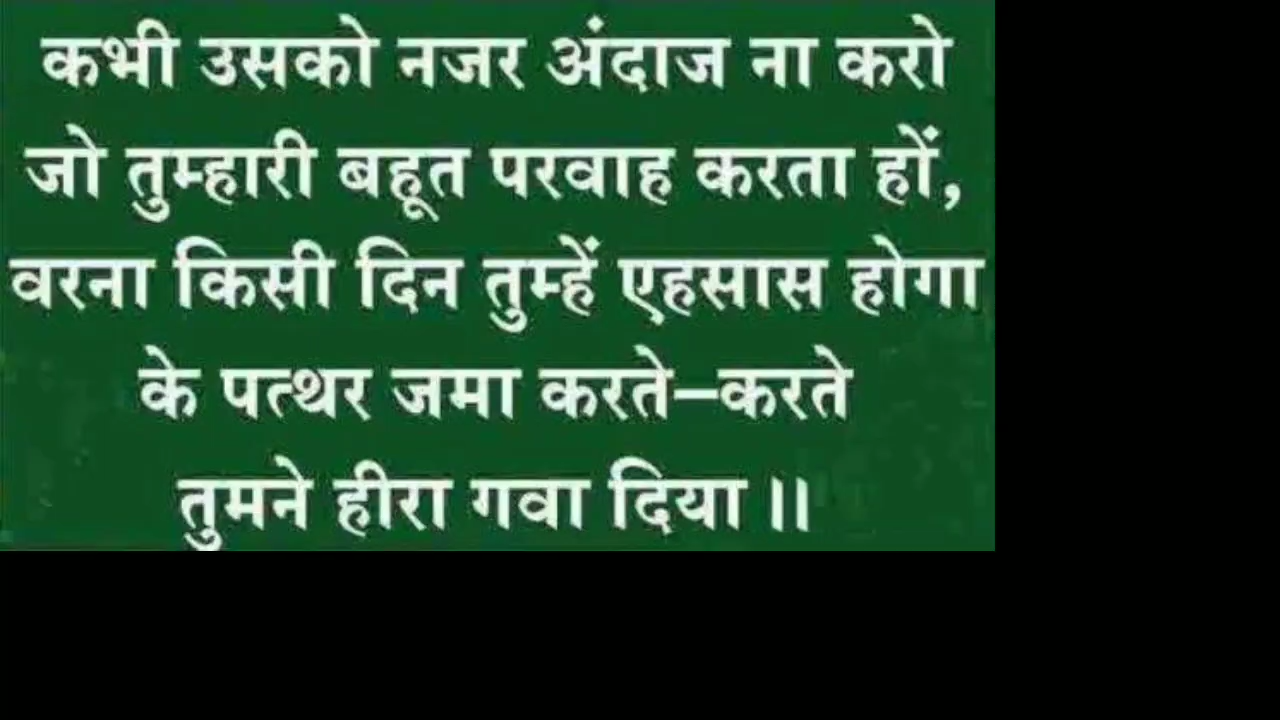 कभी उसको नजर अंदाज ना करो
जो तुम्हारी बहूत परवाह करता हों,
वरना किसी दिन तुम्हें एहसास होगा
के पत्थर जमा करते–करते
तुमने हीरा गवा दिया।।